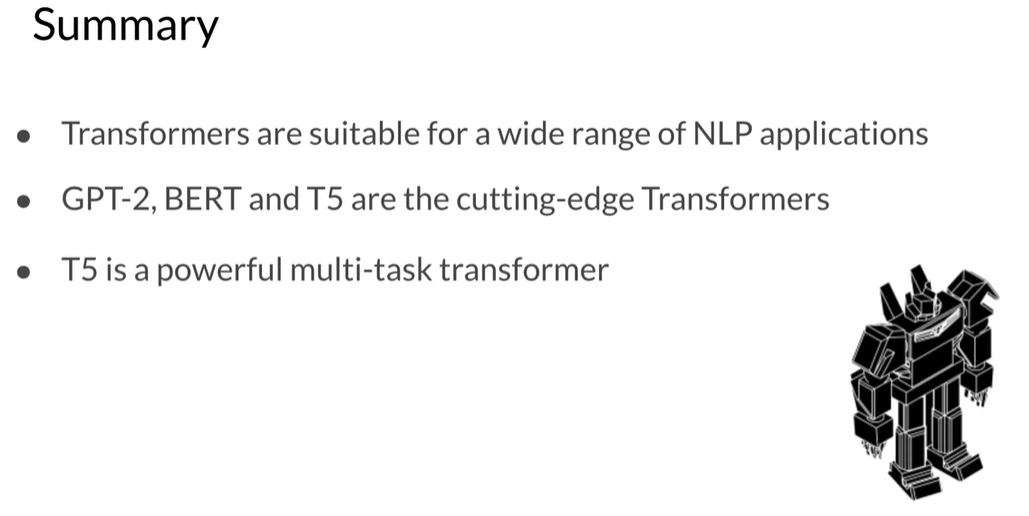 Summary
● Transformers are suitable for a wide range of NLP applications
● GPT-2, BERT and T5 are the cutting-edge Transformers
● T5 is a powerful multi-task transformer